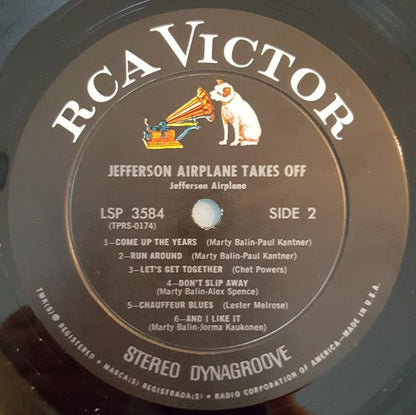 RCA VICTOR
JEFFERSON AIRPLANE TAKES OFF
Jefferson Airplane
LSP 3584 SIDE 2
(TPRS-0174)
1—COME UP THE YEARS (Marty Balin-Paul Kantner)
2—RUN AROUND (Marty Balin-Paul Kantner)
3—LET'S GET TOGETHER (Chet Powers)
4—DON'T SLIP AWAY
(Marty Balin-Alex Spence)
5—CHAUFFEUR BLUES (Lester Melrose)
6—AND I LIKE IT
(Marty Balin-Jorma Kaukonen)
STEREO DYNAGROOVE
TMK(S) ® REGISTERED • MARCA(S) REGISTRADA(S) • RADIO CORPORATION OF AMERICA—MADE IN U.S.A.